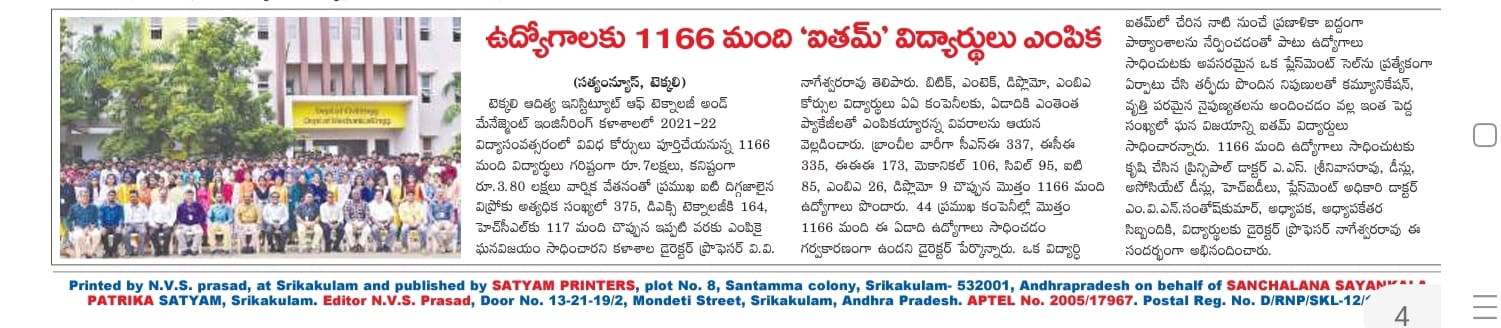 ఉద్యోగాలకు 1166 మంది ‘ఐతమ్’ విద్యార్థులు ఎంపిక
Dept of Civil Engg
Dept of Mechanical Engg
(సత్యంన్యూస్, టెక్కలి)
టెక్కలి ఆదిత్య ఇనిస్టిట్యూట్ ఆఫ్ టెక్నాలజీ అండ్
మేనేజ్మెంట్ ఇంజినీరింగ్ కళాశాలలో 2021-22
విద్యాసంవత్సరంలో వివిధ కోర్సులు పూర్తిచేయనున్న 1166
మంది విద్యార్థులు గరిష్టంగా రూ.7లక్షలు, కనిష్టంగా
రూ.3.80 లక్షలు వార్షిక వేతనంతో ప్రముఖ ఐటి దిగ్గజాలైన
విప్రోకు అత్యధిక సంఖ్యలో 375, డిఎక్సి టెక్నాలజీకి 164,
హెచ్‌సీఎల్‌కు 117 మంది చొప్పున ఇప్పటి వరకు ఎంపికై
ఘనవిజయం సాధించారని కళాశాల డైరెక్టర్ ప్రొఫెసర్ వి.వి.
నాగేశ్వరరావు తెలిపారు. బిటెక్, ఎంటెక్, డిప్లొమో, ఎంబిఎ
కోర్సుల విద్యార్థులు ఏఏ కంపెనీలకు, ఏడాదికి ఎంతెంత
ప్యాకేజీలతో ఎంపికయ్యారన్న వివరాలను ఆయన
వెల్లడించారు. బ్రాంచీల వారీగా సీఎస్ఈ 337, ఈసీఈ
335, ఈఈఈ 173, మెకానికల్ 106, సివిల్ 95, ఐటి
85, ఎంబిఎ 26, డిప్లొమో 9 చొప్పున మొత్తం 1166 మంది
ఉద్యోగాలు పొందారు. 44 ప్రముఖ కంపెనీల్లో మొత్తం
1166 మంది ఈ ఏడాది ఉద్యోగాలు సాధించడం
గర్వకారణంగా ఉందని డైరెక్టర్ పేర్కొన్నారు. ఒక విద్యార్థి
ఐతమ్‌లో చేరిన నాటి నుంచే ప్రణాళికా బద్దంగా
పాఠ్యాంశాలను నేర్పించడంతో పాటు ఉద్యోగాలు
సాధించుటకు అవసరమైన ఒక ప్లేస్‌మెంట్ సెల్‌ను ప్రత్యేకంగా
ఏర్పాటు చేసి తర్ఫీదు పొందిన నిపుణులతో కమ్యూనికేషన్,
వృత్తి పరమైన నైపుణ్యతలను అందించడం వల్ల ఇంత పెద్ద
సంఖ్యలో ఘన విజయాన్ని ఐతమ్ విద్యార్థులు
సాధించారన్నారు. 1166 మంది ఉద్యోగాలు సాధించుటకు
కృషి చేసిన ప్రిన్సిపాల్ డాక్టర్ ఎ.ఎస్. శ్రీనివాసరావు, డీన్లు,
అసోసియేట్ డీన్లు, హెచ్ఐడీలు, ప్లేస్‌మెంట్ అధికారి డాక్టర్
ఎం.వి.ఎన్.సంతోష్‌కుమార్, అధ్యాపక, అధ్యాపకేతర
సిబ్బందికి, విద్యార్థులకు డైరెక్టర్ ప్రొఫెసర్ నాగేశ్వరరావు ఈ
సందర్భంగా అభినందించారు.
Printed by N.V.S. prasad, at Srikakulam and published by SATYAM PRINTERS, plot No. 8, Santamma colony, Srikakulam- 532001, Andhrapradesh on behalf of SANCHALANA SAYANKALA
PATRIKA SATYAM, Srikakulam. Editor N.V.S. Prasad, Door No. 13-21-19/2, Mondeti Street, Srikakulam, Andhra Pradesh. APTEL No. 2005/17967. Postal Reg. No. D/RNP/SKL-12/
4